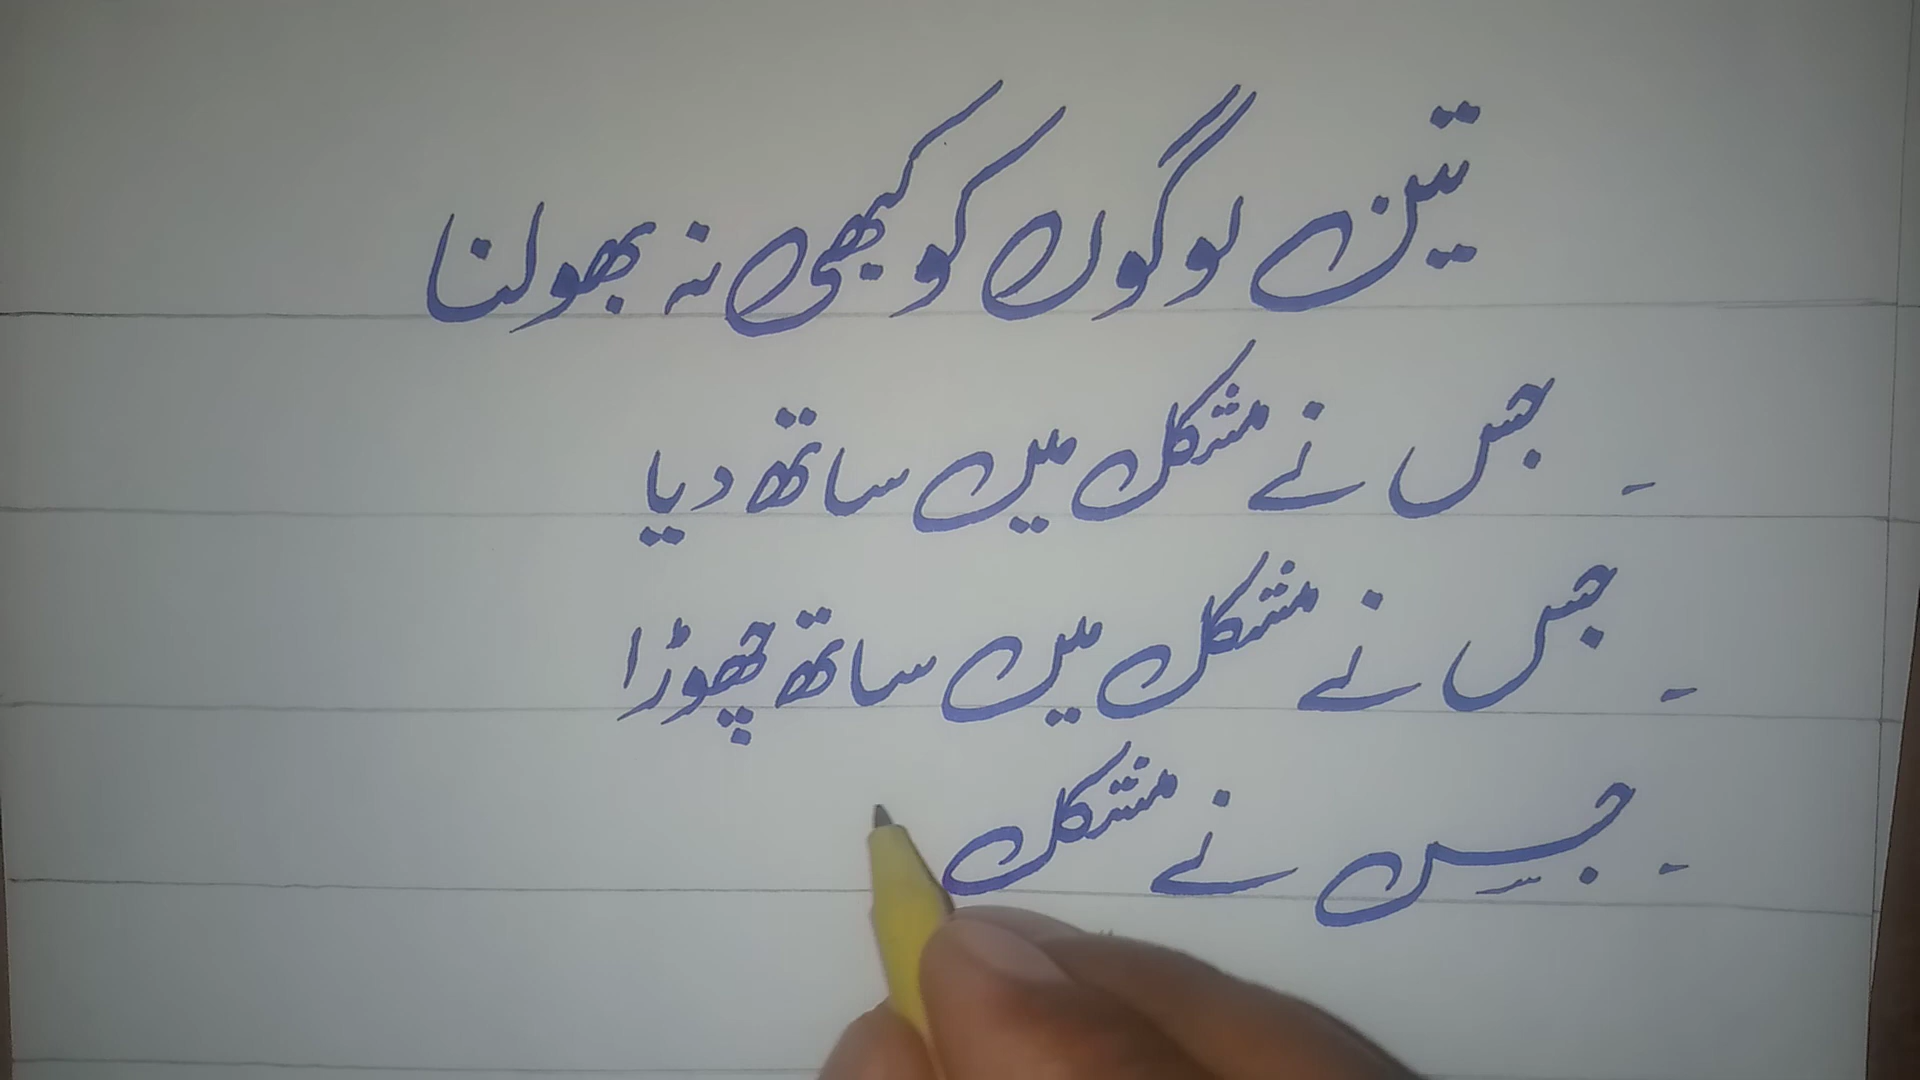 تین لوگوں کو کبھی نہ بھولنا
۔ جس نے مشکل میں ساتھ دیا
۔ جس نے مشکل میں ساتھ چھوڑا
۔ جس نے مشکل